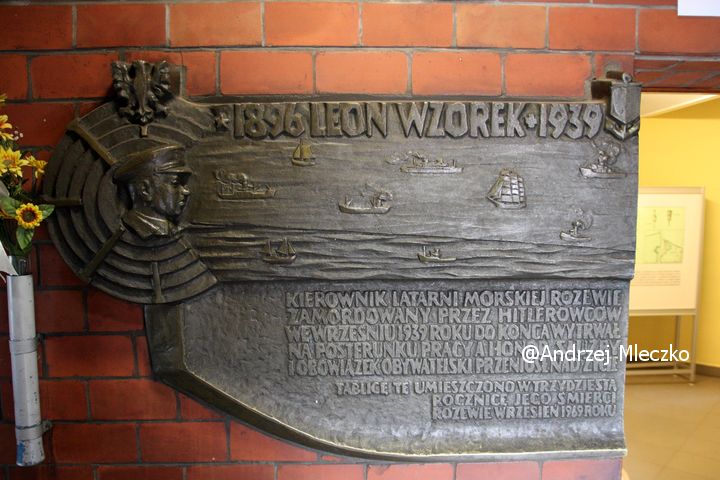 * 1896 LEON WZOREK + 1939
KIEROWNIK LATARNI MORSKIEJ ROZEWIE
ZAMORDOWANY PRZEZ HITLEROWCÓW
WE WRZEŚNIU 1939 ROKU DO KOŃCA WYTRWAŁ
NA POSTERUNKU PRACY A HONOR
I OBOWIĄZEK OBYWATELSKI PRZENIÓSŁ NAD ŻYCIE
TABLICĘ TĘ UMIESZCZONO W TRZYDZIESTĄ
ROCZNICĘ JEGO ŚMIERCI
ROZEWIE WRZESIEŃ 1969 ROKU
@Andrzej Mleczko